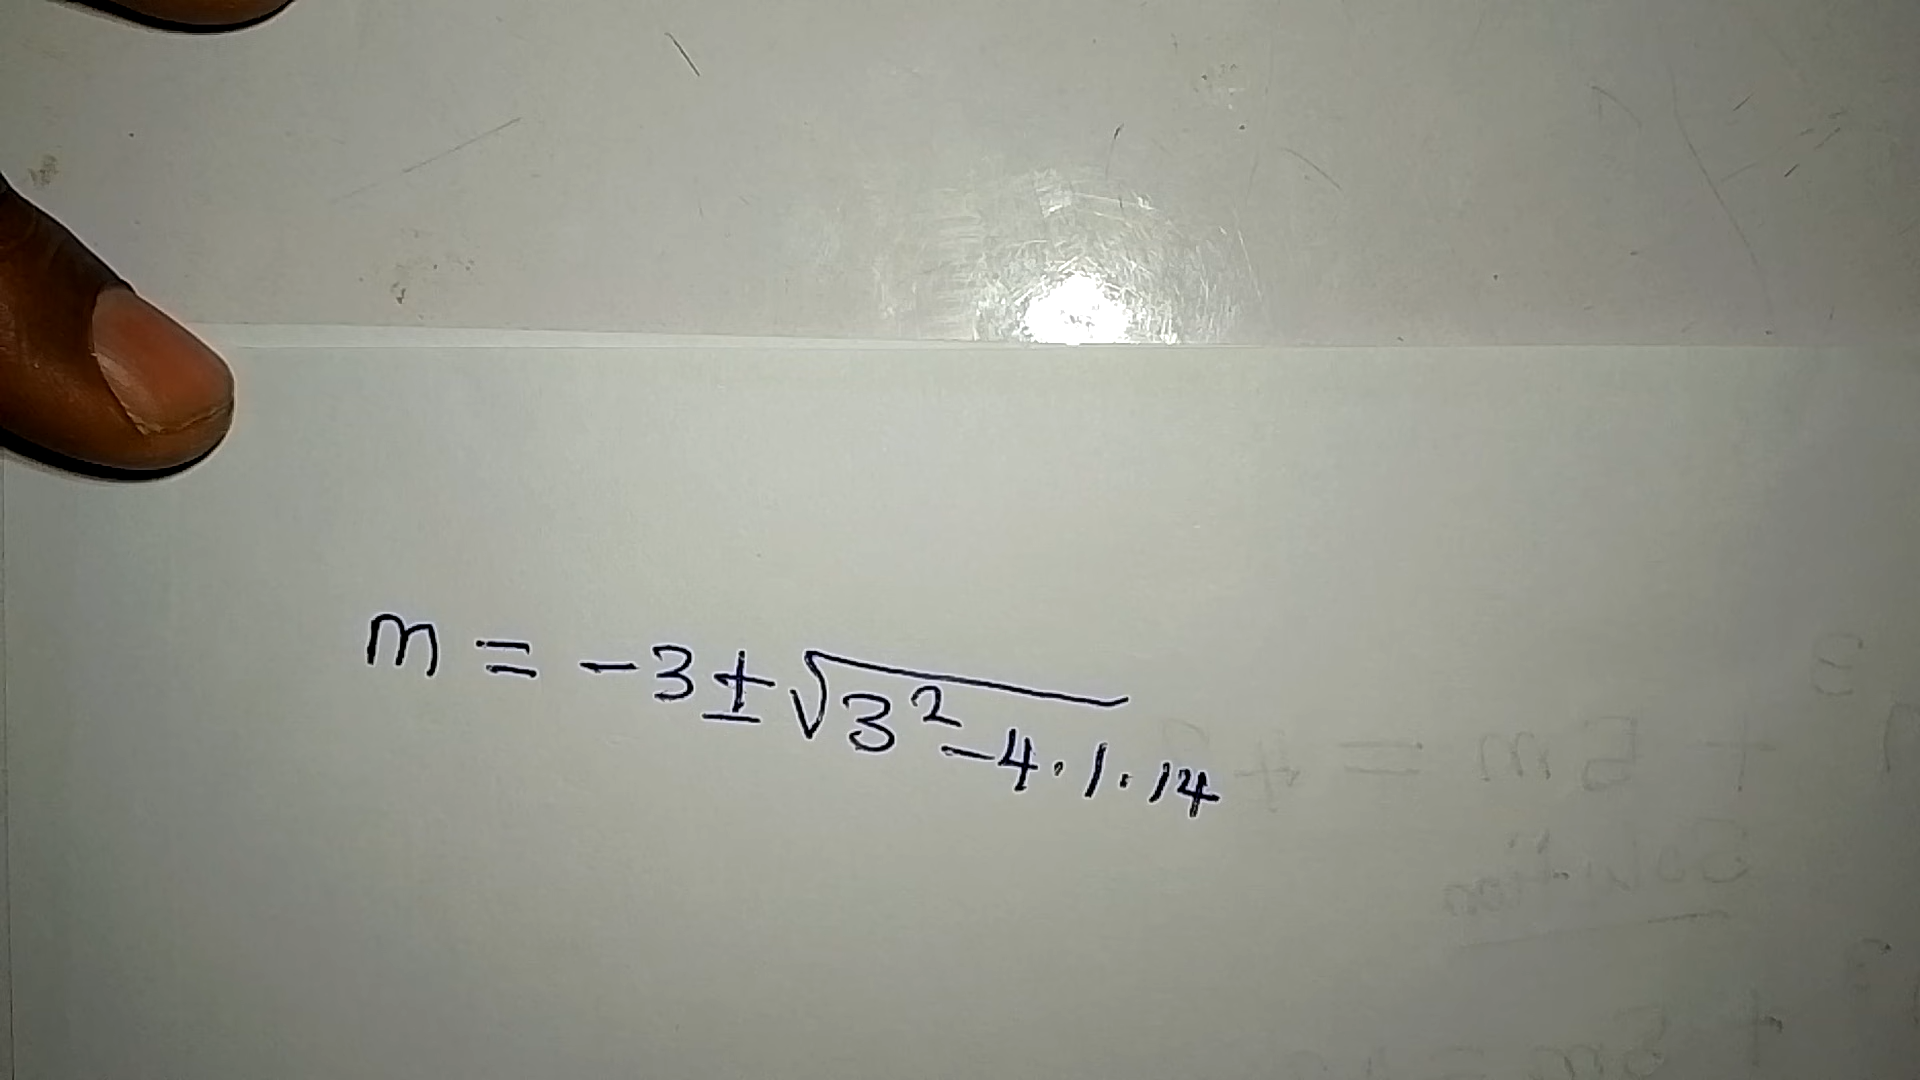 m = -3 ± √3² - 4 . 1 . 14